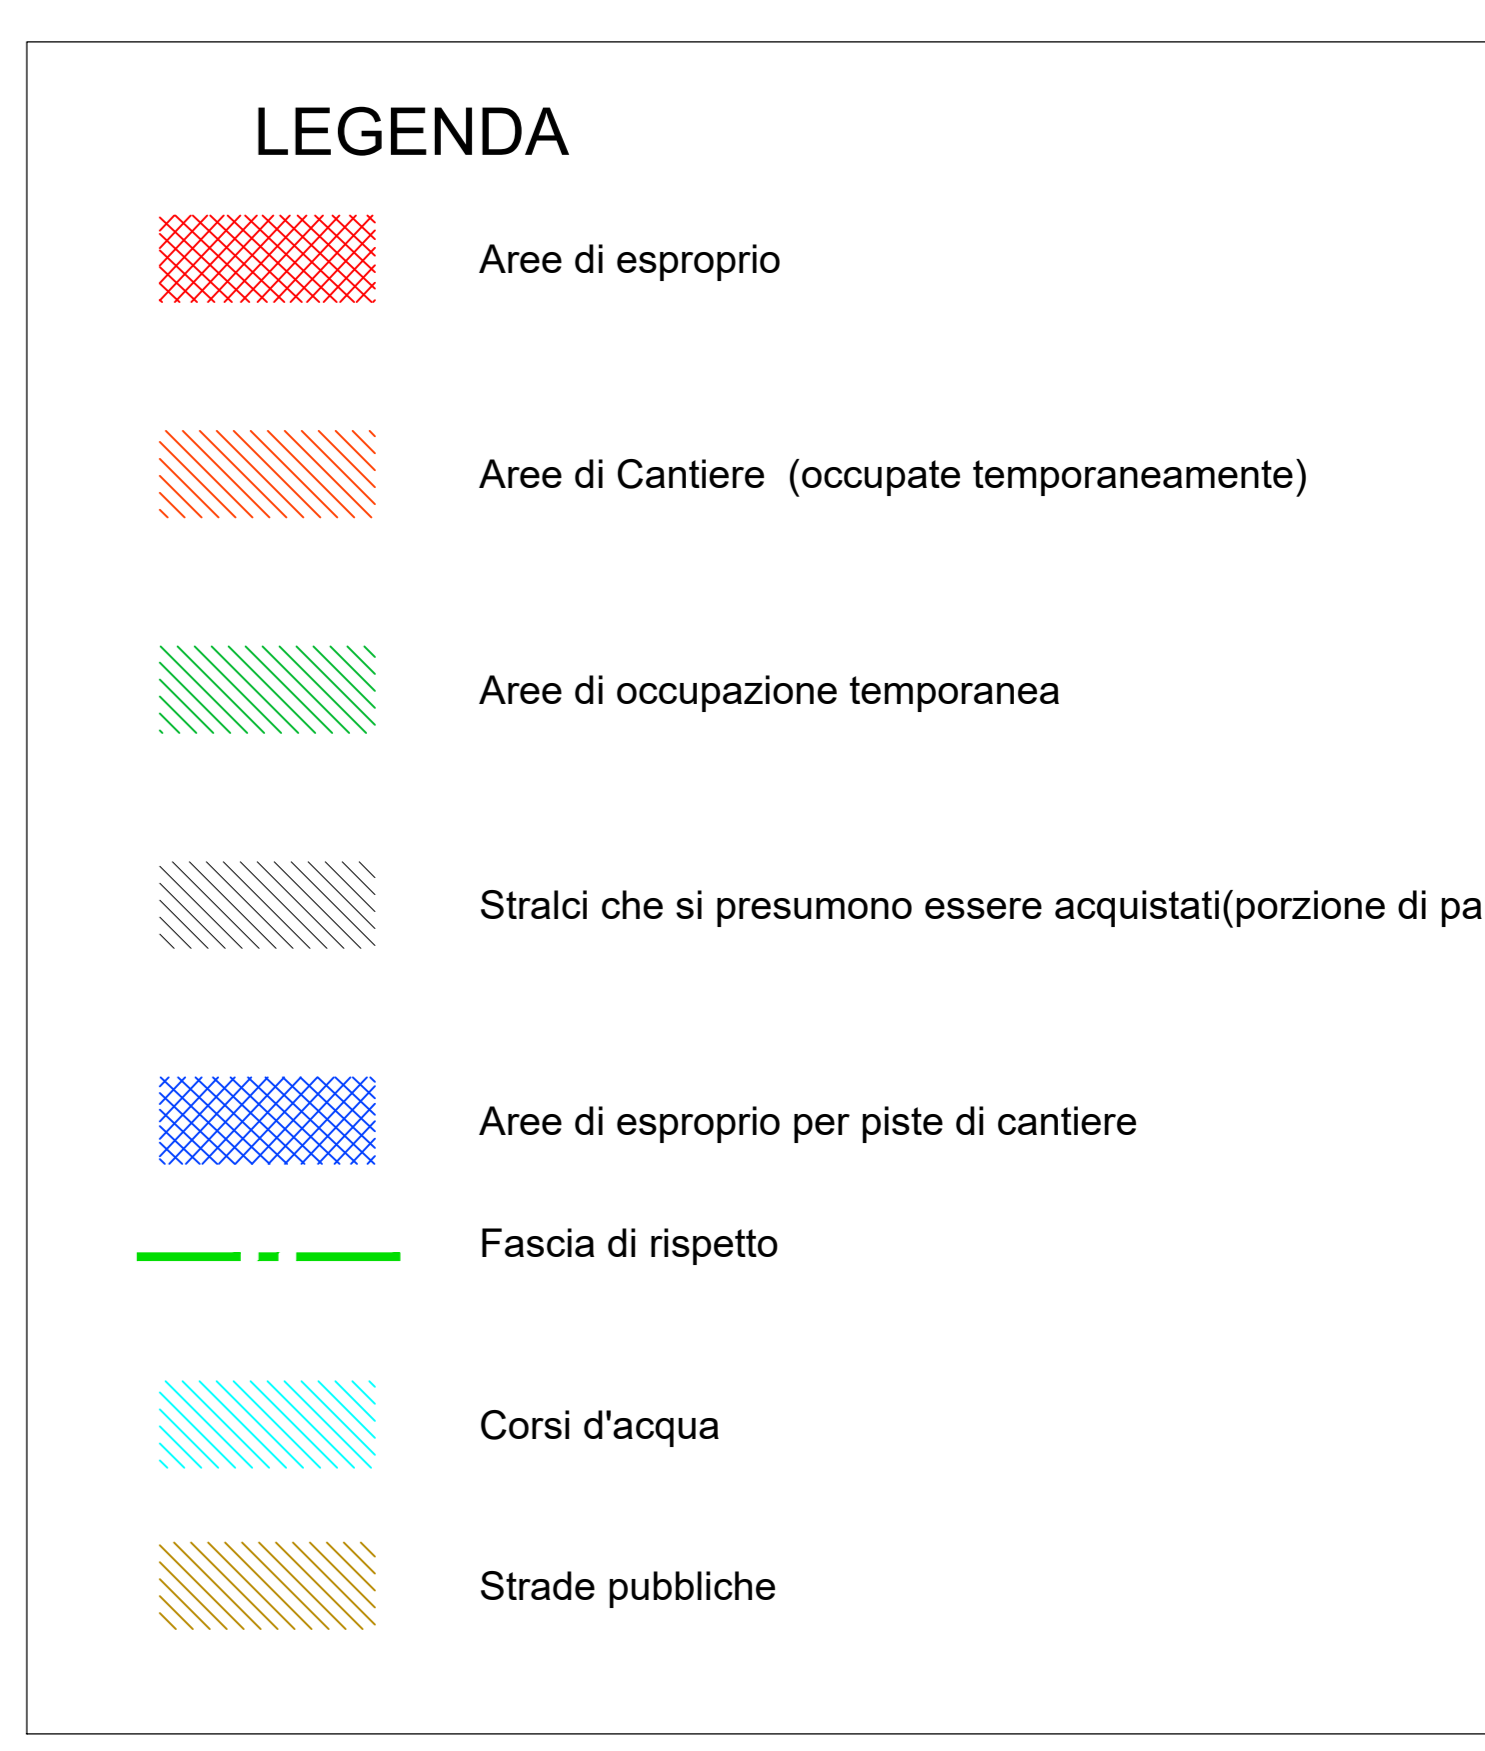 LEGENDA
Aree di esproprio
Aree di Cantiere  (occupate temporaneamente)
Aree di occupazione temporanea
Stralci che si presumono essere acquistati(porzione di
Aree di esproprio per piste di cantiere
Fascia di rispetto
Corsi d'acqua
Strade pubbliche